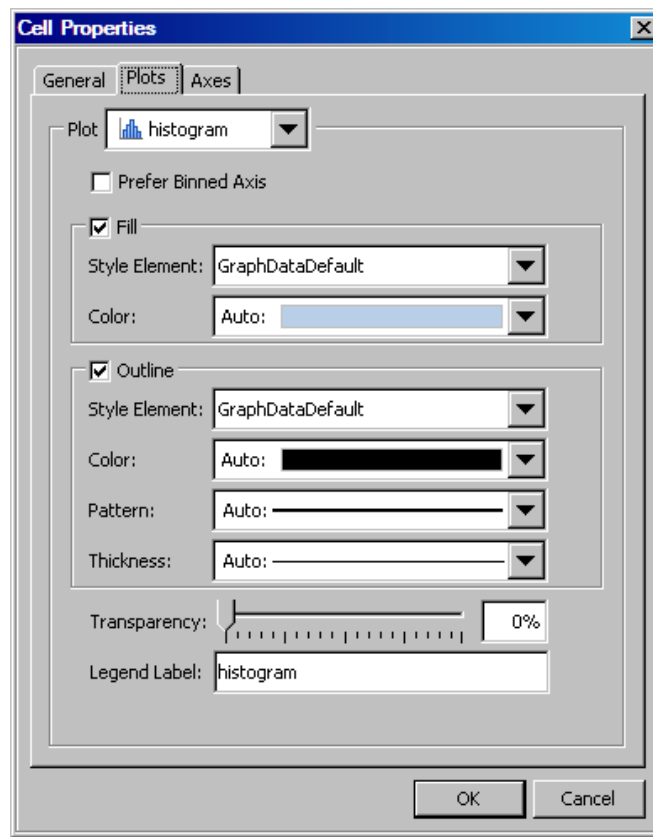 Cell Properties
General Plots Axes
Plot histogram
Prefer Binned Axis
Fill
Style Element: GraphDataDefault
Color: Auto:
Outline
Style Element: GraphDataDefault
Color: Auto:
Pattern: Auto:
Thickness: Auto:
Transparency: 0%
Legend Label: histogram
OK Cancel